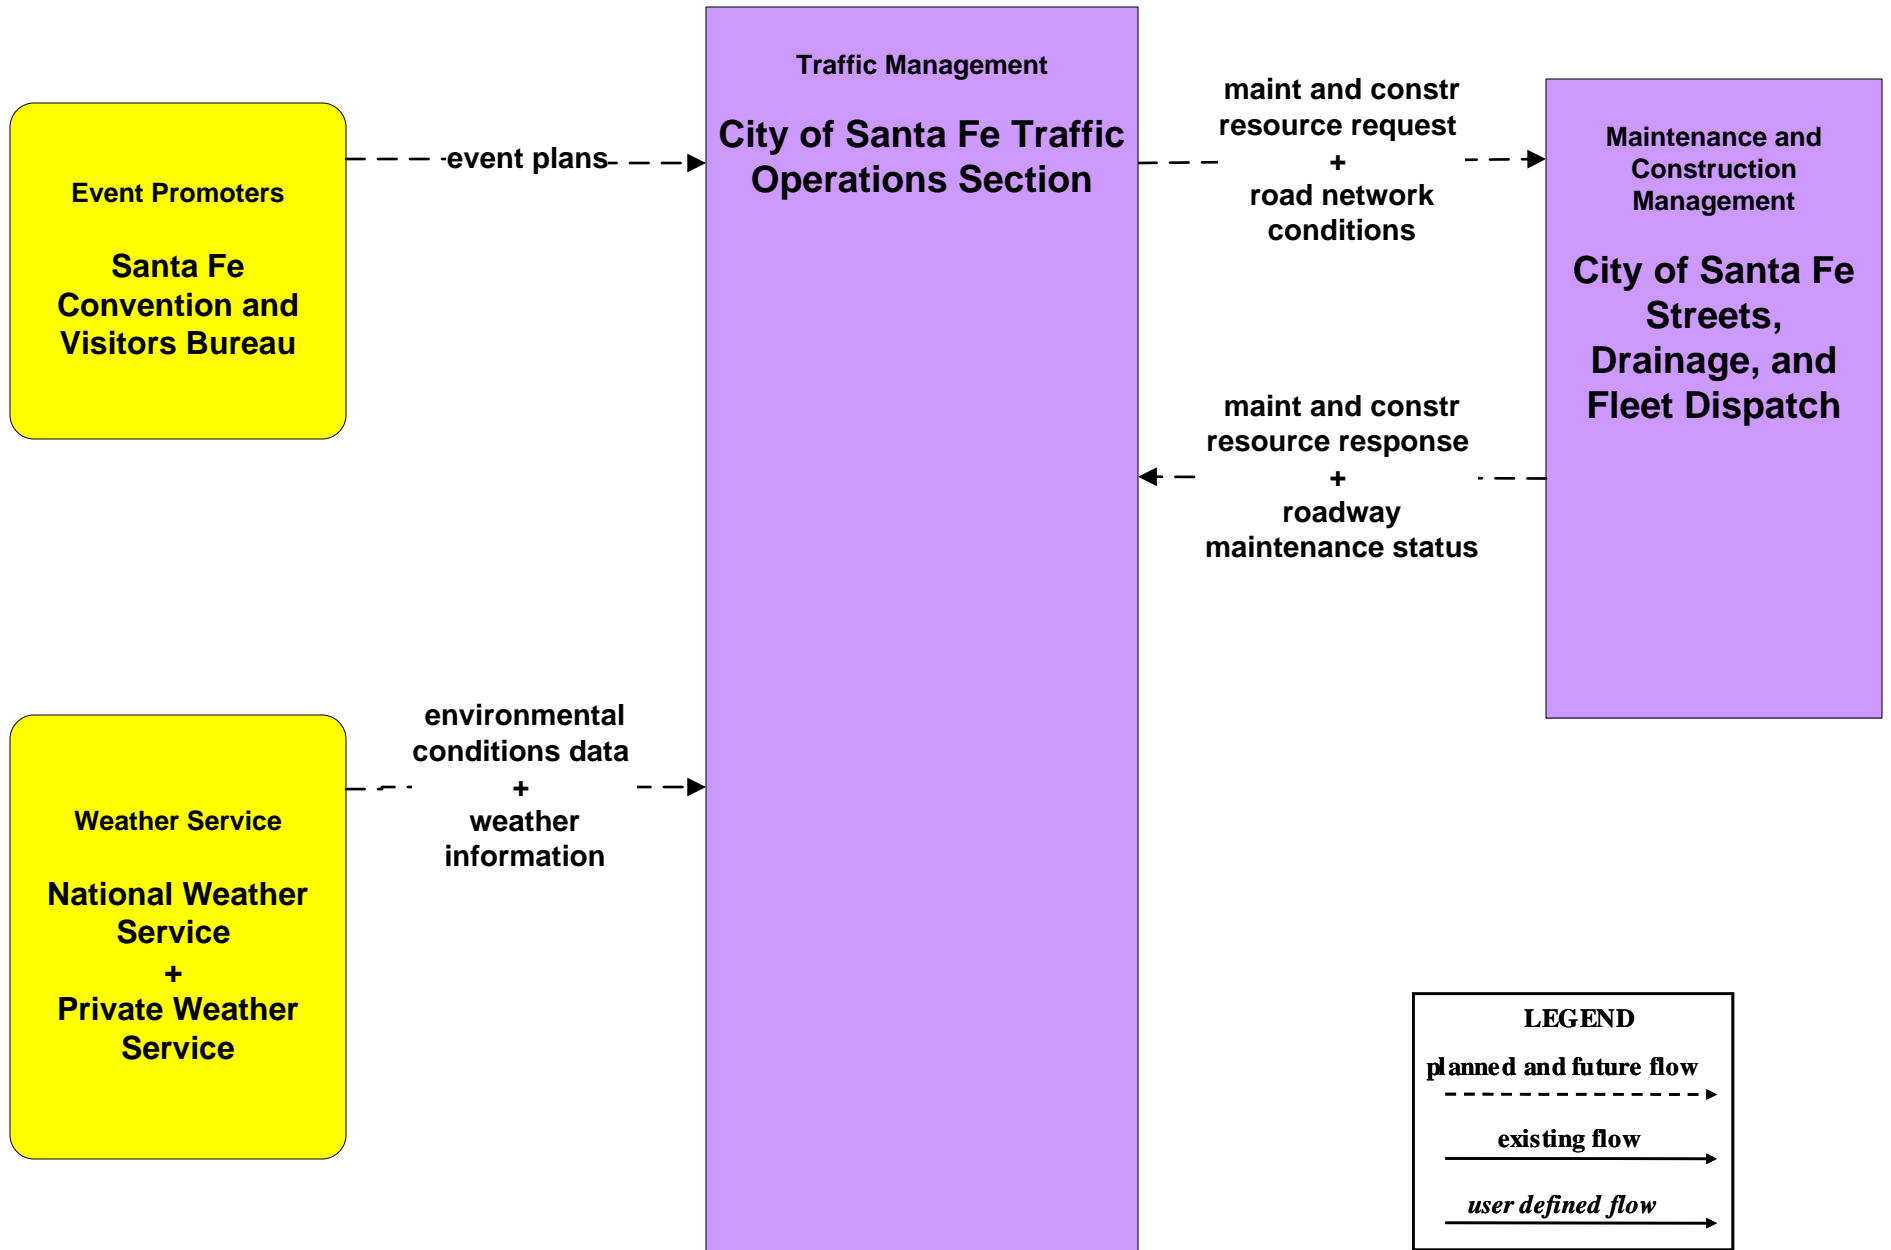 Event Promoters
Santa Fe
Convention and
Visitors Bureau
event plans
Traffic Management
City of Santa Fe Traffic
Operations Section
maint and constr
resource request
+
road network
conditions
Maintenance and
Construction
Management
City of Santa Fe
Streets,
Drainage, and
Fleet Dispatch
maint and constr
resource response
+
roadway
maintenance status
Weather Service
National Weather
Service
+
Private Weather
Service
environmental
conditions data
+
weather
information
LEGEND
planned and future flow
existing flow
user defined flow